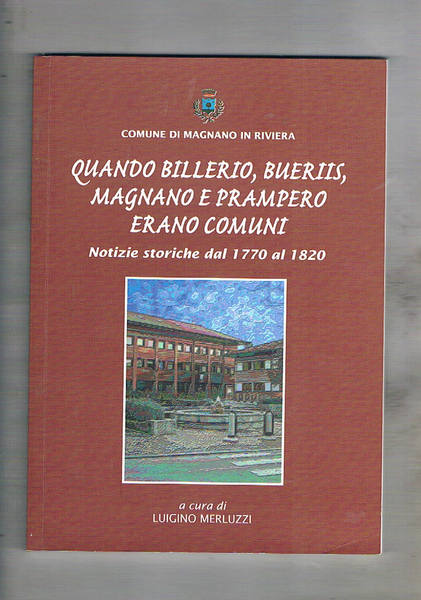 COMUNE DI MAGNANO IN RIVIERA
QUANDO BILLERIO, BUERIIS,
MAGNANO E PRAMPERO
ERANO COMUNI
Notizie storiche dal 1770 al 1820
a cura di
LUIGINO MERLUZZI